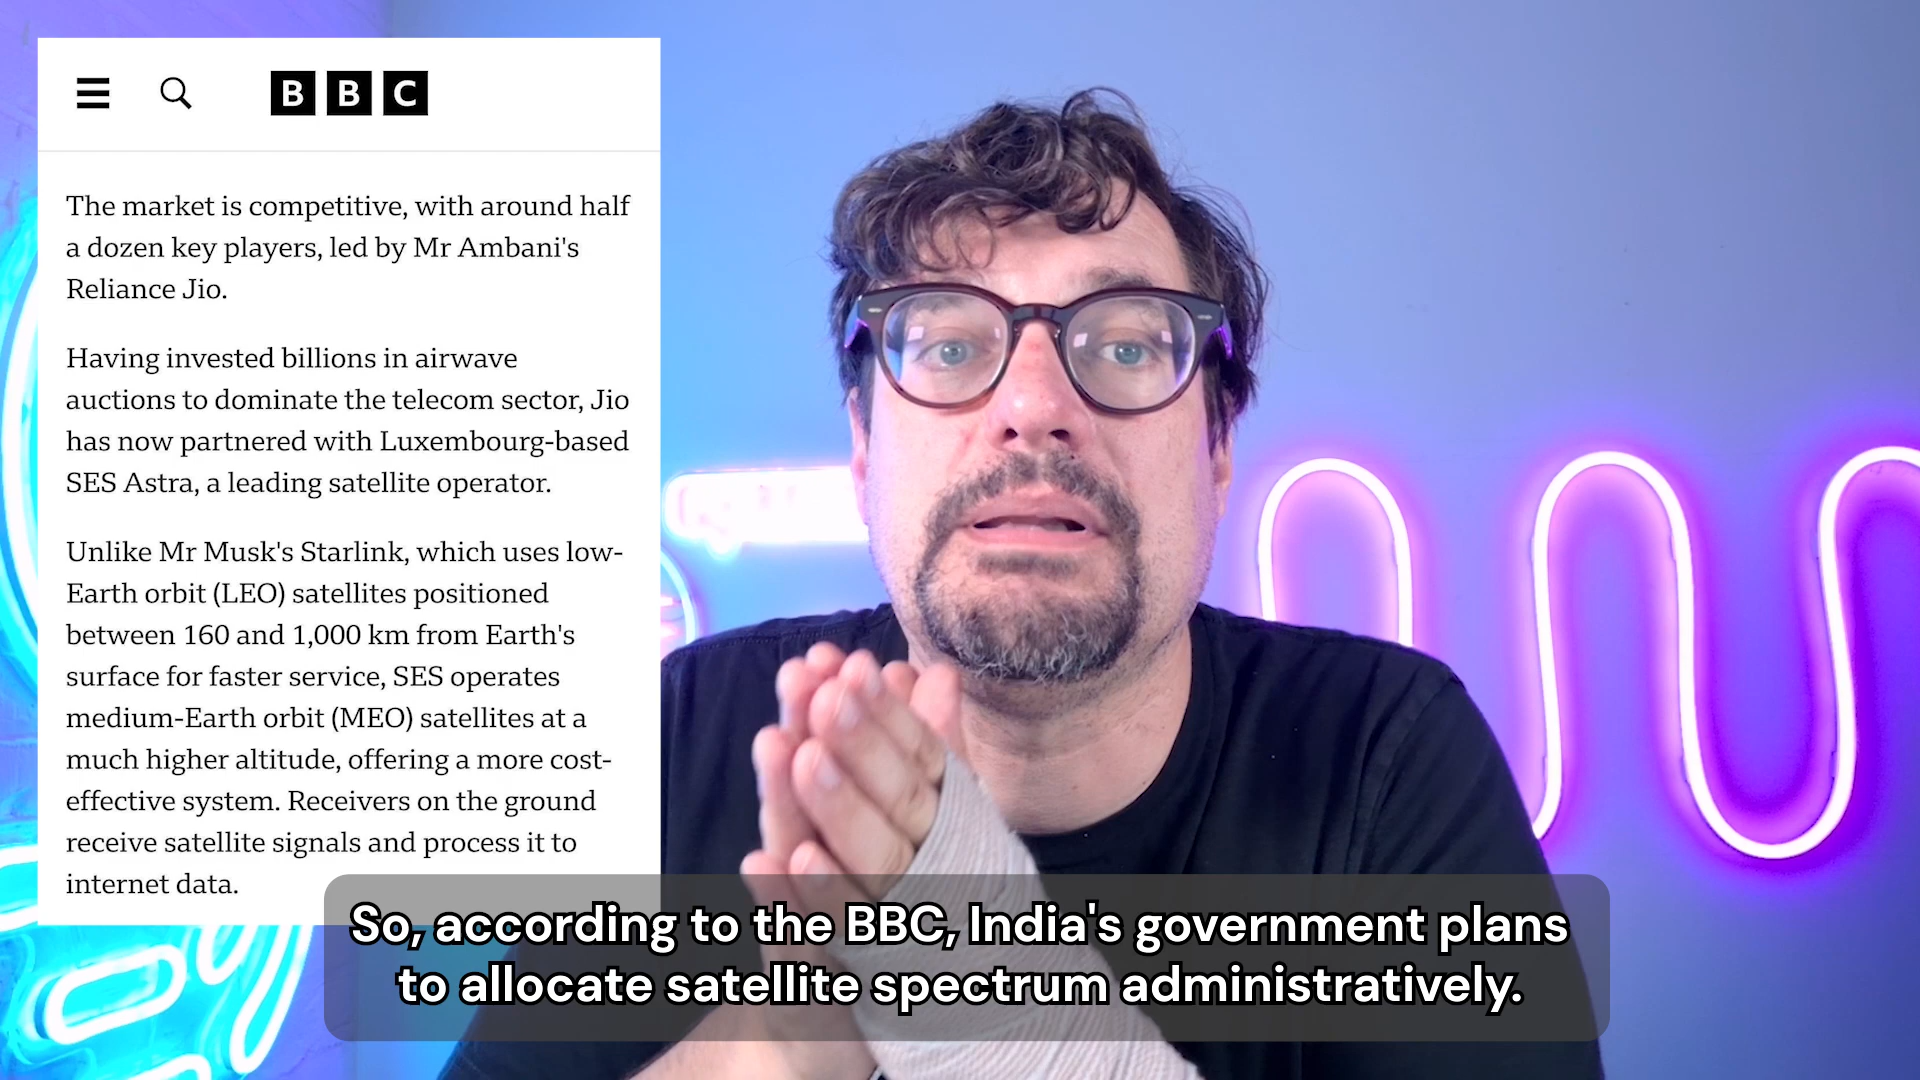 BBC
The market is competitive, with around half
a dozen key players, led by Mr Ambani's
Reliance Jio.
Having invested billions in airwave
auctions to dominate the telecom sector, Jio
has now partnered with Luxembourg-based
SES Astra, a leading satellite operator.
Unlike Mr Musk's Starlink, which uses low-
Earth orbit (LEO) satellites positioned
between 160 and 1,000 km from Earth's
surface for faster service, SES operates
medium-Earth orbit (MEO) satellites at a
much higher altitude, offering a more cost-
effective system. Receivers on the ground
receive satellite signals and process it to
internet data.
So, according to the BBC, India's government plans
to allocate satellite spectrum administratively.